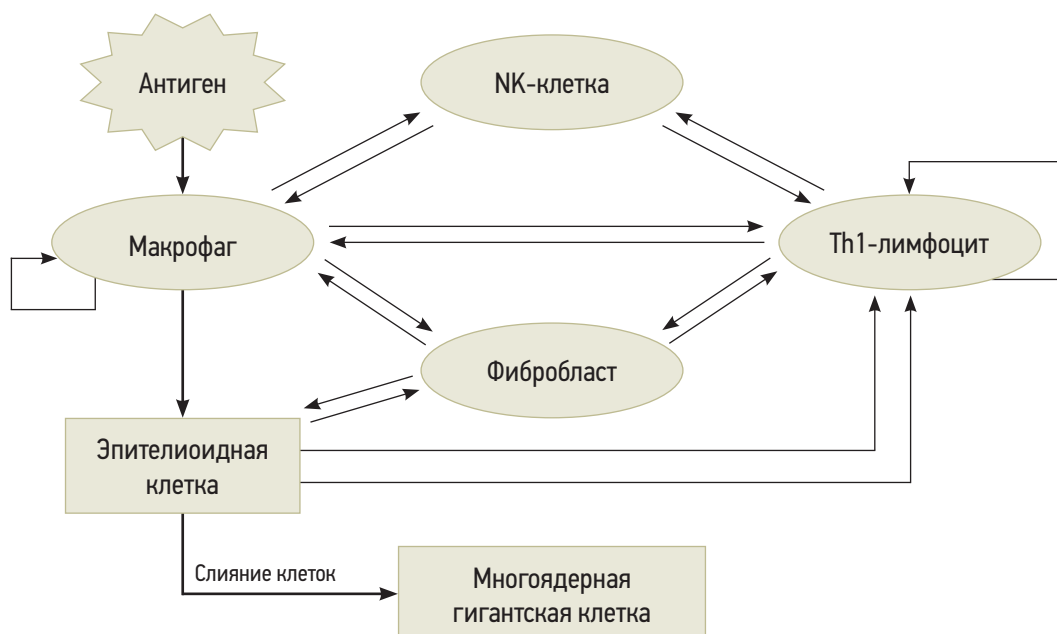 Антиген
NK-клетка
Макрофаг
Th1-лимфоцит
Фибробласт
Эпителиоидная
клетка
Слияние клеток
Многоядерная
гигантская клетка